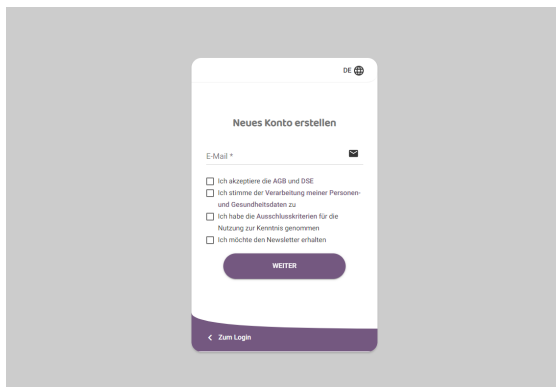 DE
Neues Konto erstellen
E-Mail *
Ich akzeptiere die AGB und DSE
Ich stimme der Verarbeitung meiner Personen-
und Gesundheitsdaten zu
Ich habe die Ausschlusskriterien für die
Nutzung zur Kenntnis genommen
Ich möchte den Newsletter erhalten
WEITER
Zum Login